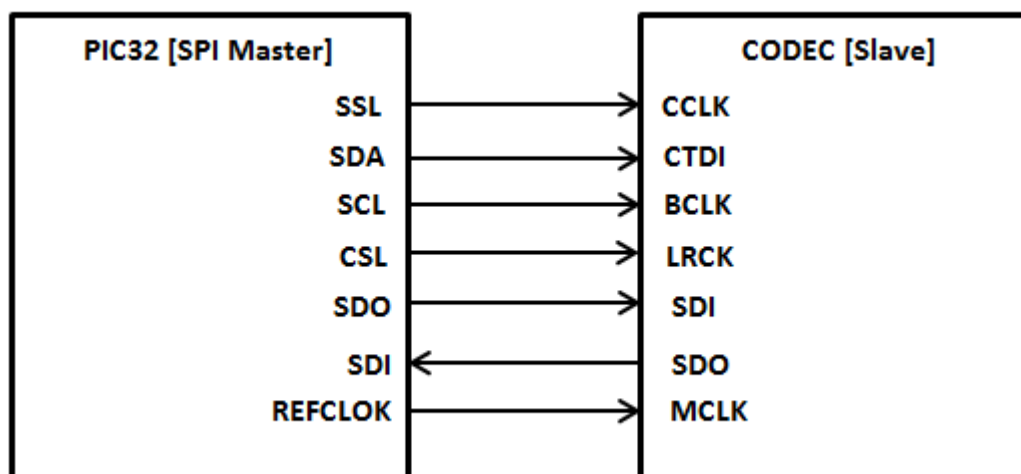 PIC32 [SPI Master]
CODEC [Slave]
SSL
CCLK
SDA
CTDI
SCL
BCLK
CSL
LRCK
SDO
SDI
SDI
SDO
REFCLOK
MCLK